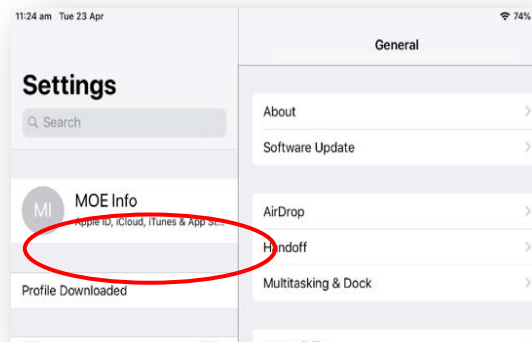 11:24 am Tue 23 Apr
74%
Settings
Search
MI
MOE Info
Apple ID, iCloud, iTunes & App St...
Profile Downloaded
General
About
Software Update
AirDrop
Handoff
Multitasking & Dock